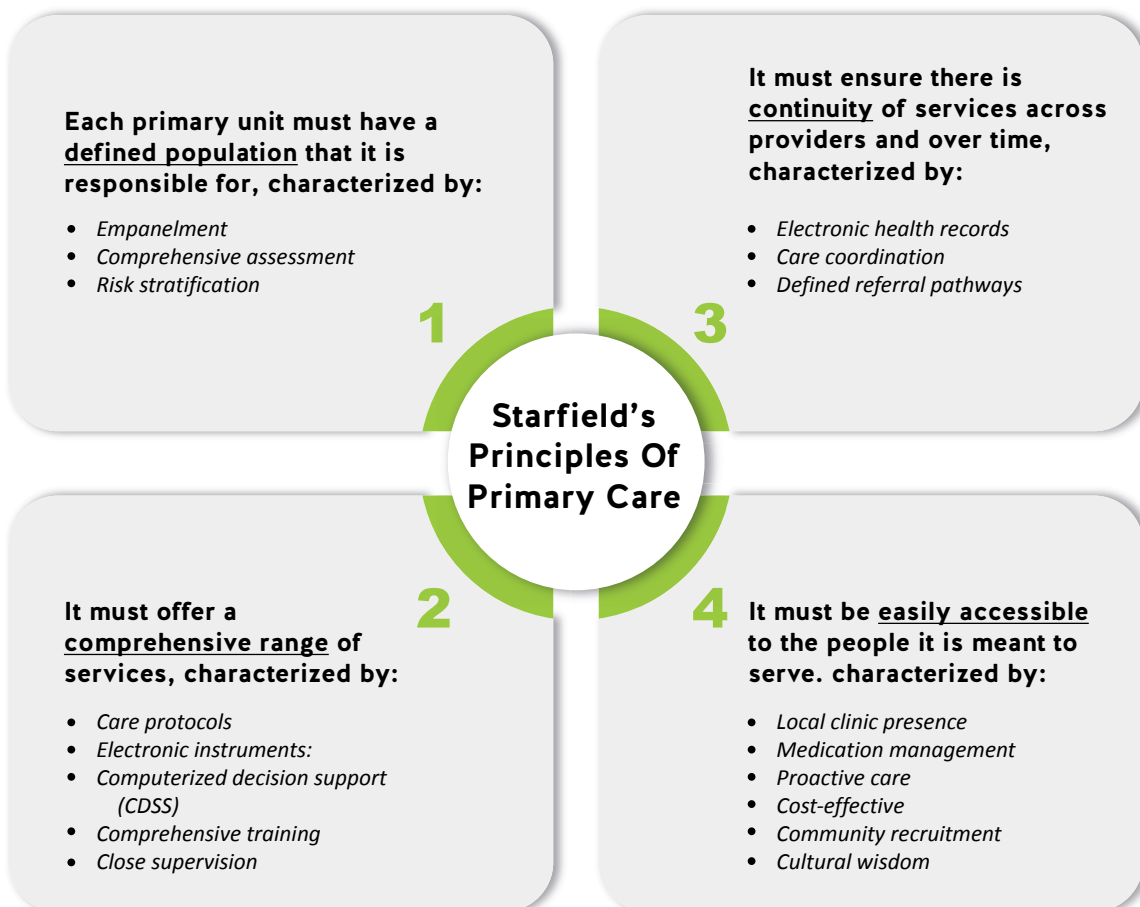 Each primary unit must have a
defined population that it is
responsible for, characterized by:
• Empanelment
• Comprehensive assessment
• Risk stratification
1
It must offer a
comprehensive range of
services, characterized by:
• Care protocols
• Electronic instruments:
• Computerized decision support
(CDSS)
• Comprehensive training
• Close supervision
2
It must ensure there is
continuity of services across
providers and over time,
characterized by:
• Electronic health records
• Care coordination
• Defined referral pathways
3
It must be easily accessible
to the people it is meant to
serve. characterized by:
• Local clinic presence
• Medication management
• Proactive care
• Cost-effective
• Community recruitment
• Cultural wisdom
4
Starfield's
Principles Of
Primary Care